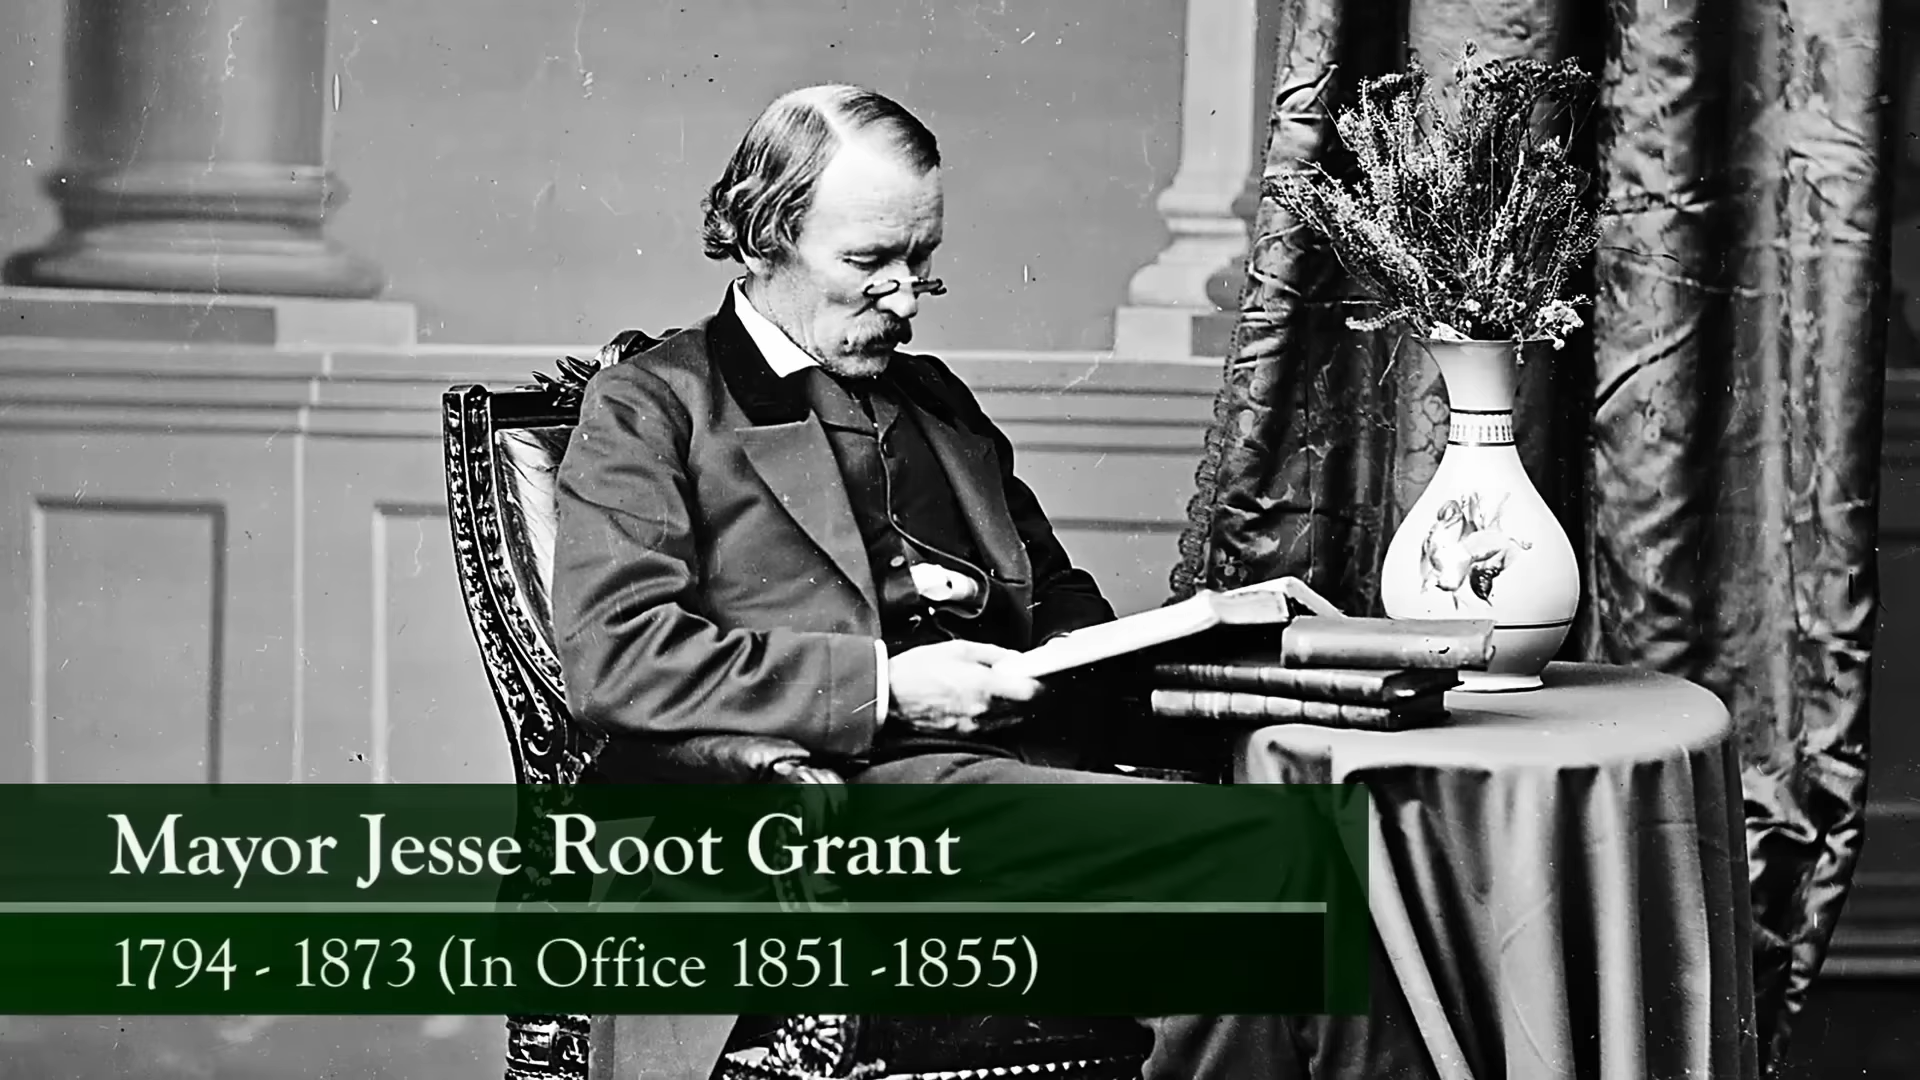 Mayor Jesse Root Grant
1794 - 1873 (In Office 1851 -1855)